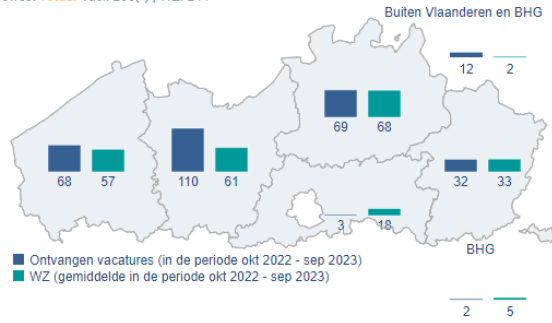 Buiten Vlaanderen en BHG
12 2
69 68
68 57
110 61
32 33
3 18
BHG
Ontvangen vacatures (in de periode okt 2022 - sep 2023)
WZ (gemiddelde in de periode okt 2022 - sep 2023)
2 5